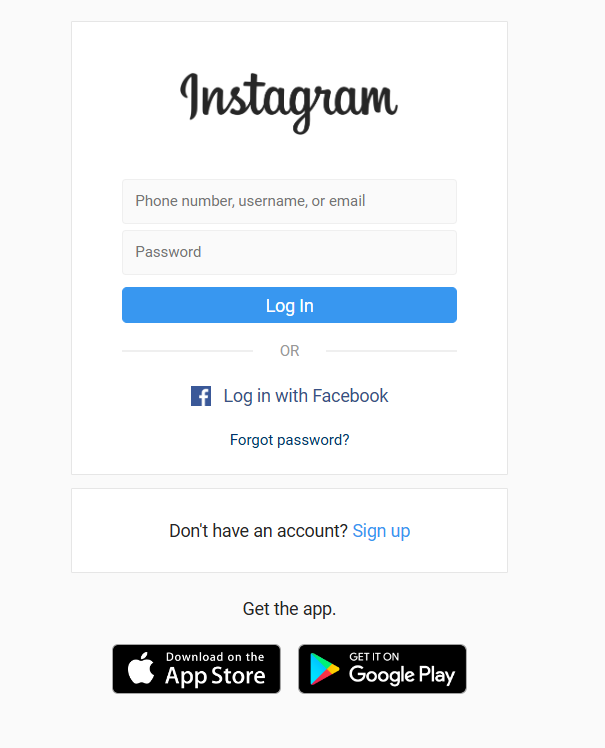 Instagram
Phone number, username, or email
Password
Log In
OR
Log in with Facebook
Forgot password?
Don't have an account? Sign up
Get the app.
Download on the
App Store
GET IT ON
Google Play